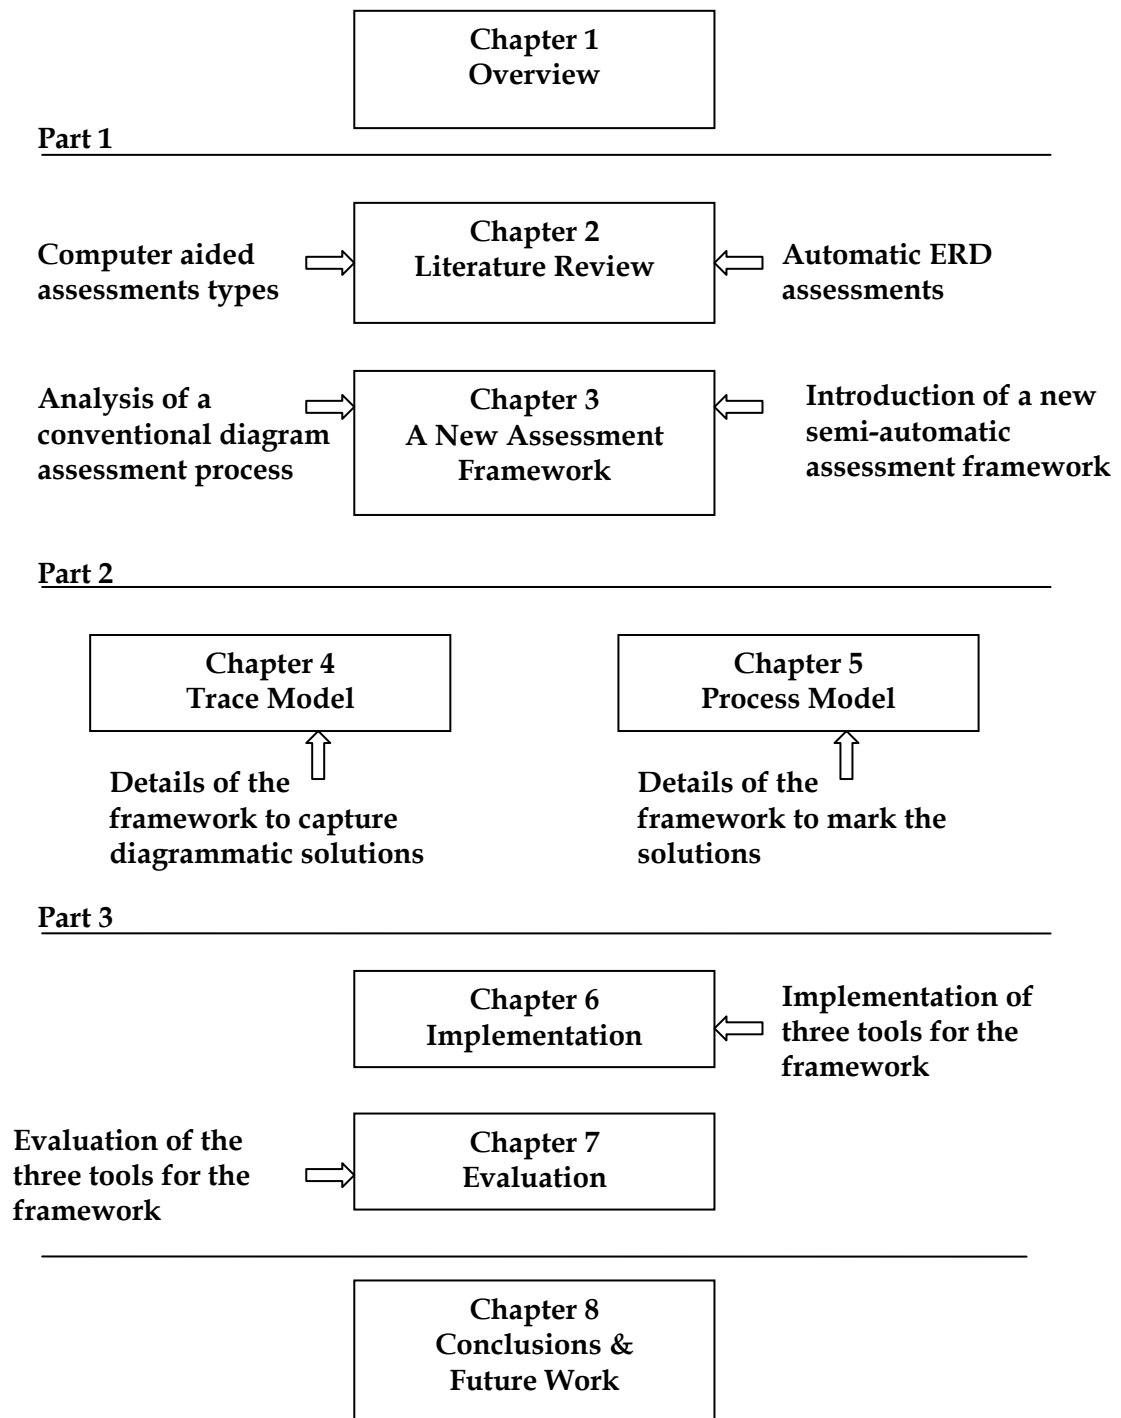 Chapter 1
Overview
Part 1
Computer aided
assessments types
Chapter 2
Literature Review
Automatic ERD
assessments
Analysis of a
conventional diagram
assessment process
Chapter 3
A New Assessment
Framework
Introduction of a new
semi-automatic
assessment framework
Part 2
Chapter 4
Trace Model
Details of the
framework to capture
diagrammatic solutions
Chapter 5
Process Model
Details of the
framework to mark the
solutions
Part 3
Chapter 6
Implementation
Implementation of
three tools for the
framework
Evaluation of the
three tools for the
framework
Chapter 7
Evaluation
Chapter 8
Conclusions &
Future Work